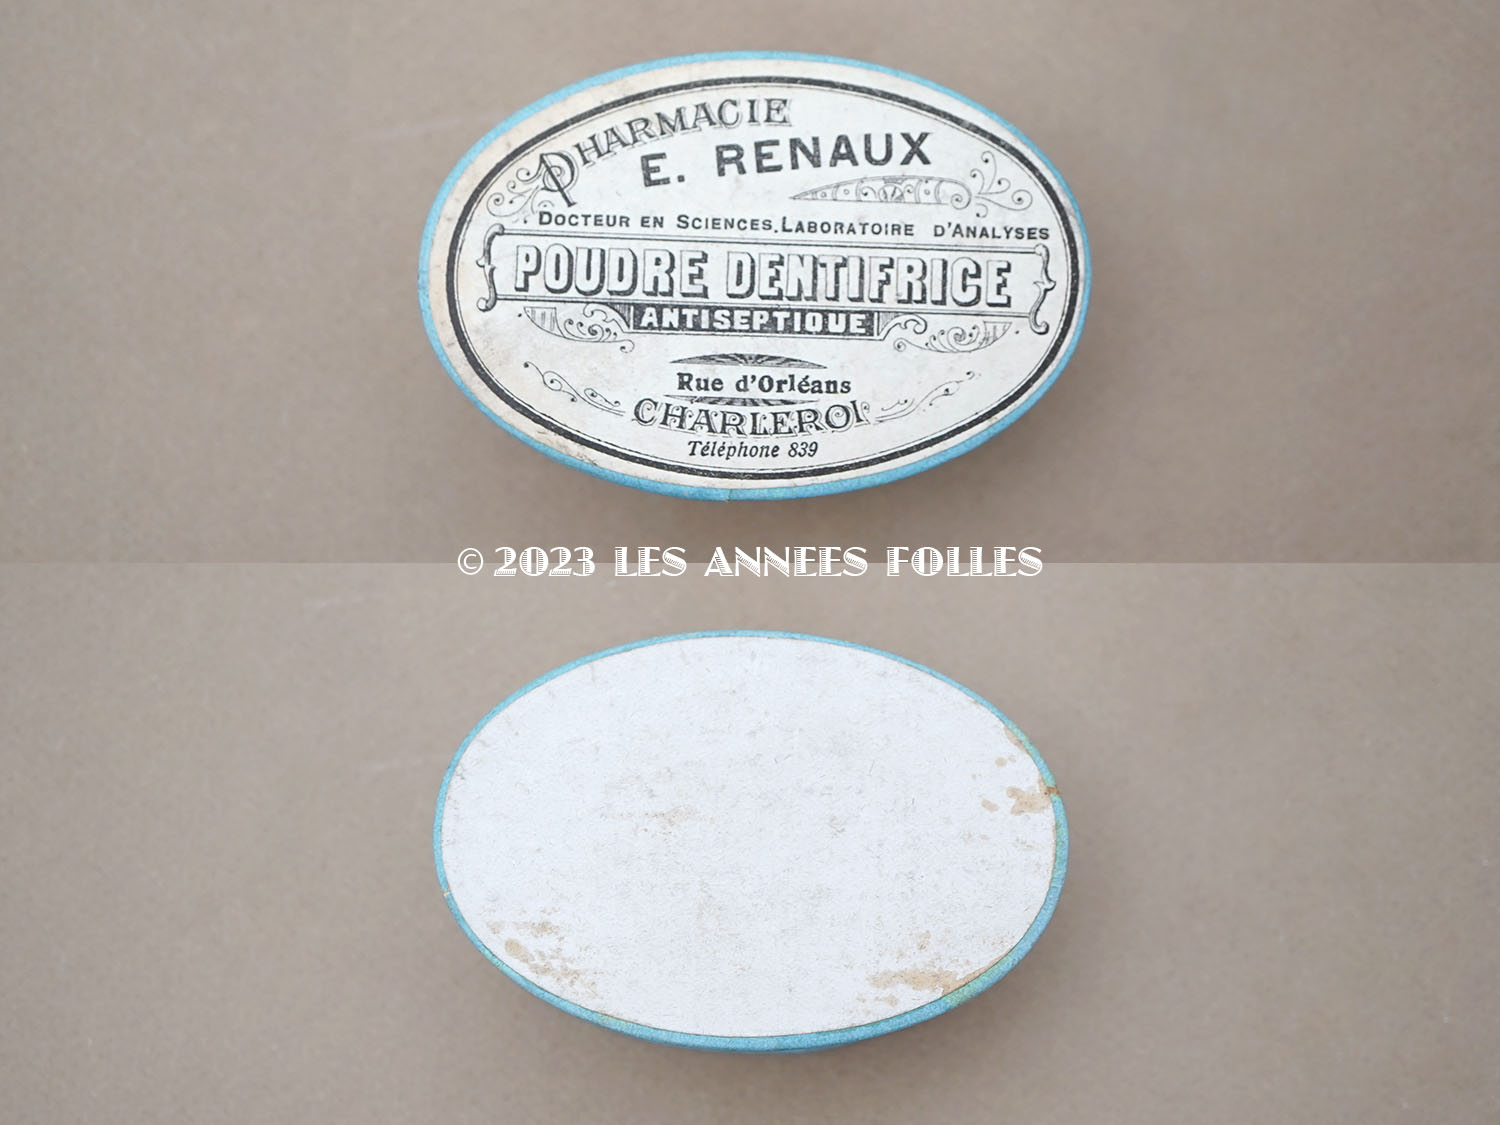 PHARMACIE
E. RENAUX
DOCTEUR EN SCIENCES. LABORATOIRE D'ANALYSES
POUDRE DENTIFRICE
ANTISEPTIQUE
Rue d'Orléans
CHARLEROI
Téléphone 839
© 2023 LES ANNEES FOLLES